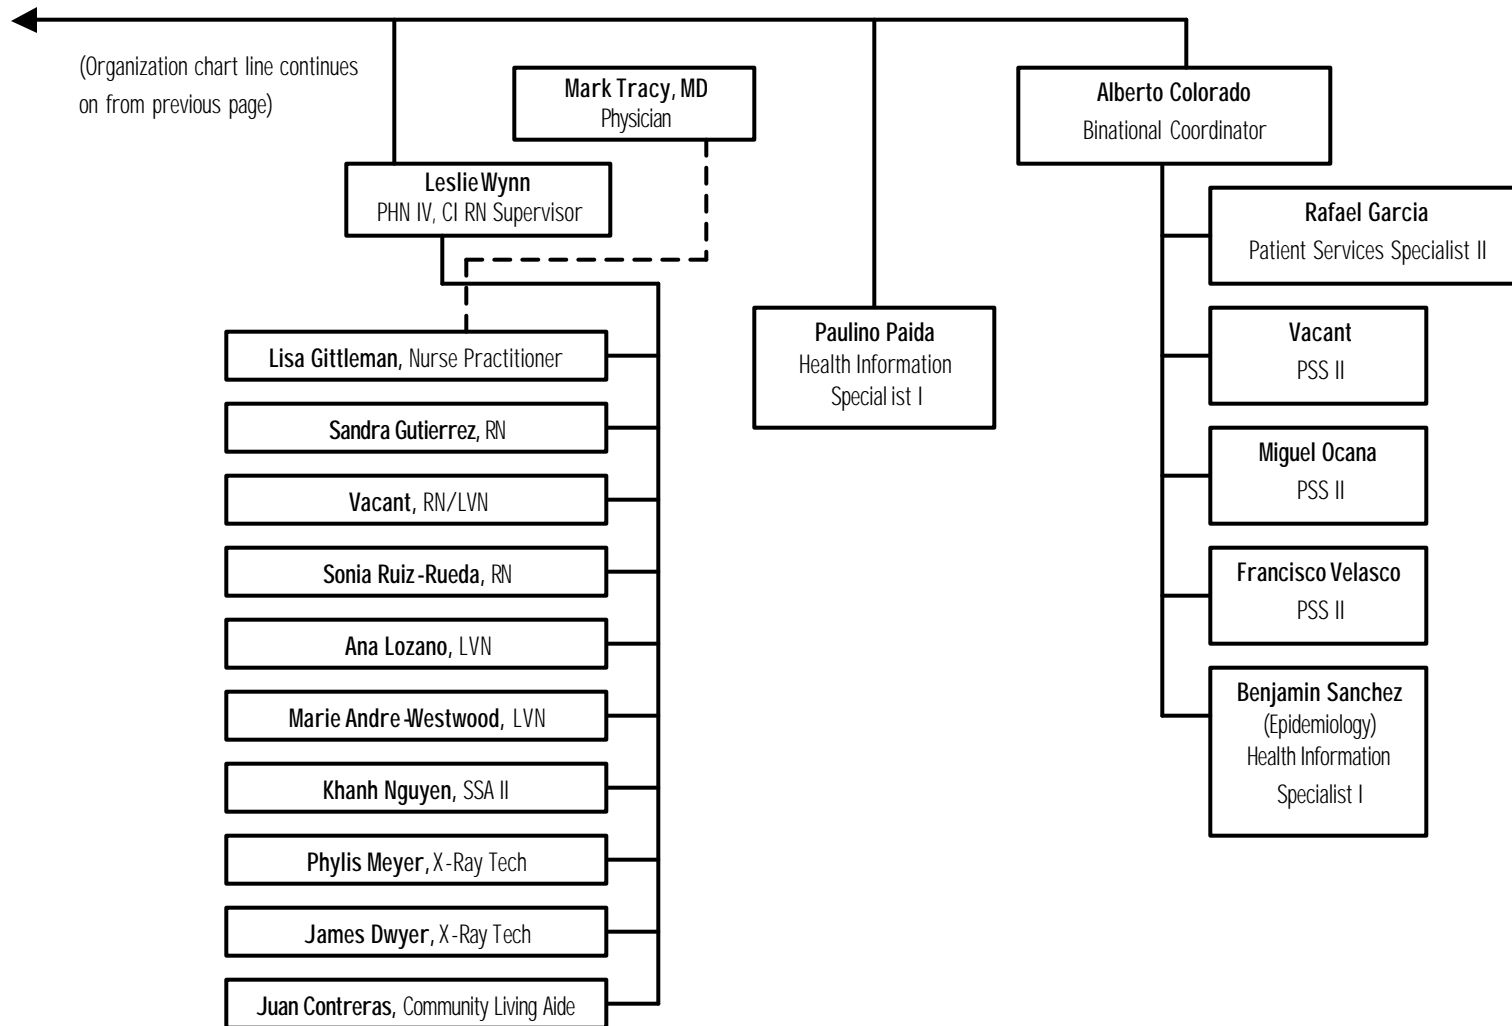 (Organization chart line continues
on from previous page)
Mark Tracy, MD
Physician
Alberto Colorado
Binational Coordinator
Leslie Wynn
PHN IV, CI RN Supervisor
Rafael Garcia
Patient Services Specialist II
Lisa Gittleman, Nurse Practitioner
Sandra Gutierrez, RN
Vacant, RN/LVN
Sonia Ruiz-Rueda, RN
Ana Lozano, LVN
Marie Andre-Westwood, LVN
Khanh Nguyen, SSA II
Phylis Meyer, X-Ray Tech
James Dwyer, X-Ray Tech
Juan Contreras, Community Living Aide
Paulino Paida
Health Information
Specialist I
Vacant
PSS II
Miguel Ocana
PSS II
Francisco Velasco
PSS II
Benjamin Sanchez
(Epidemiology)
Health Information
Specialist I